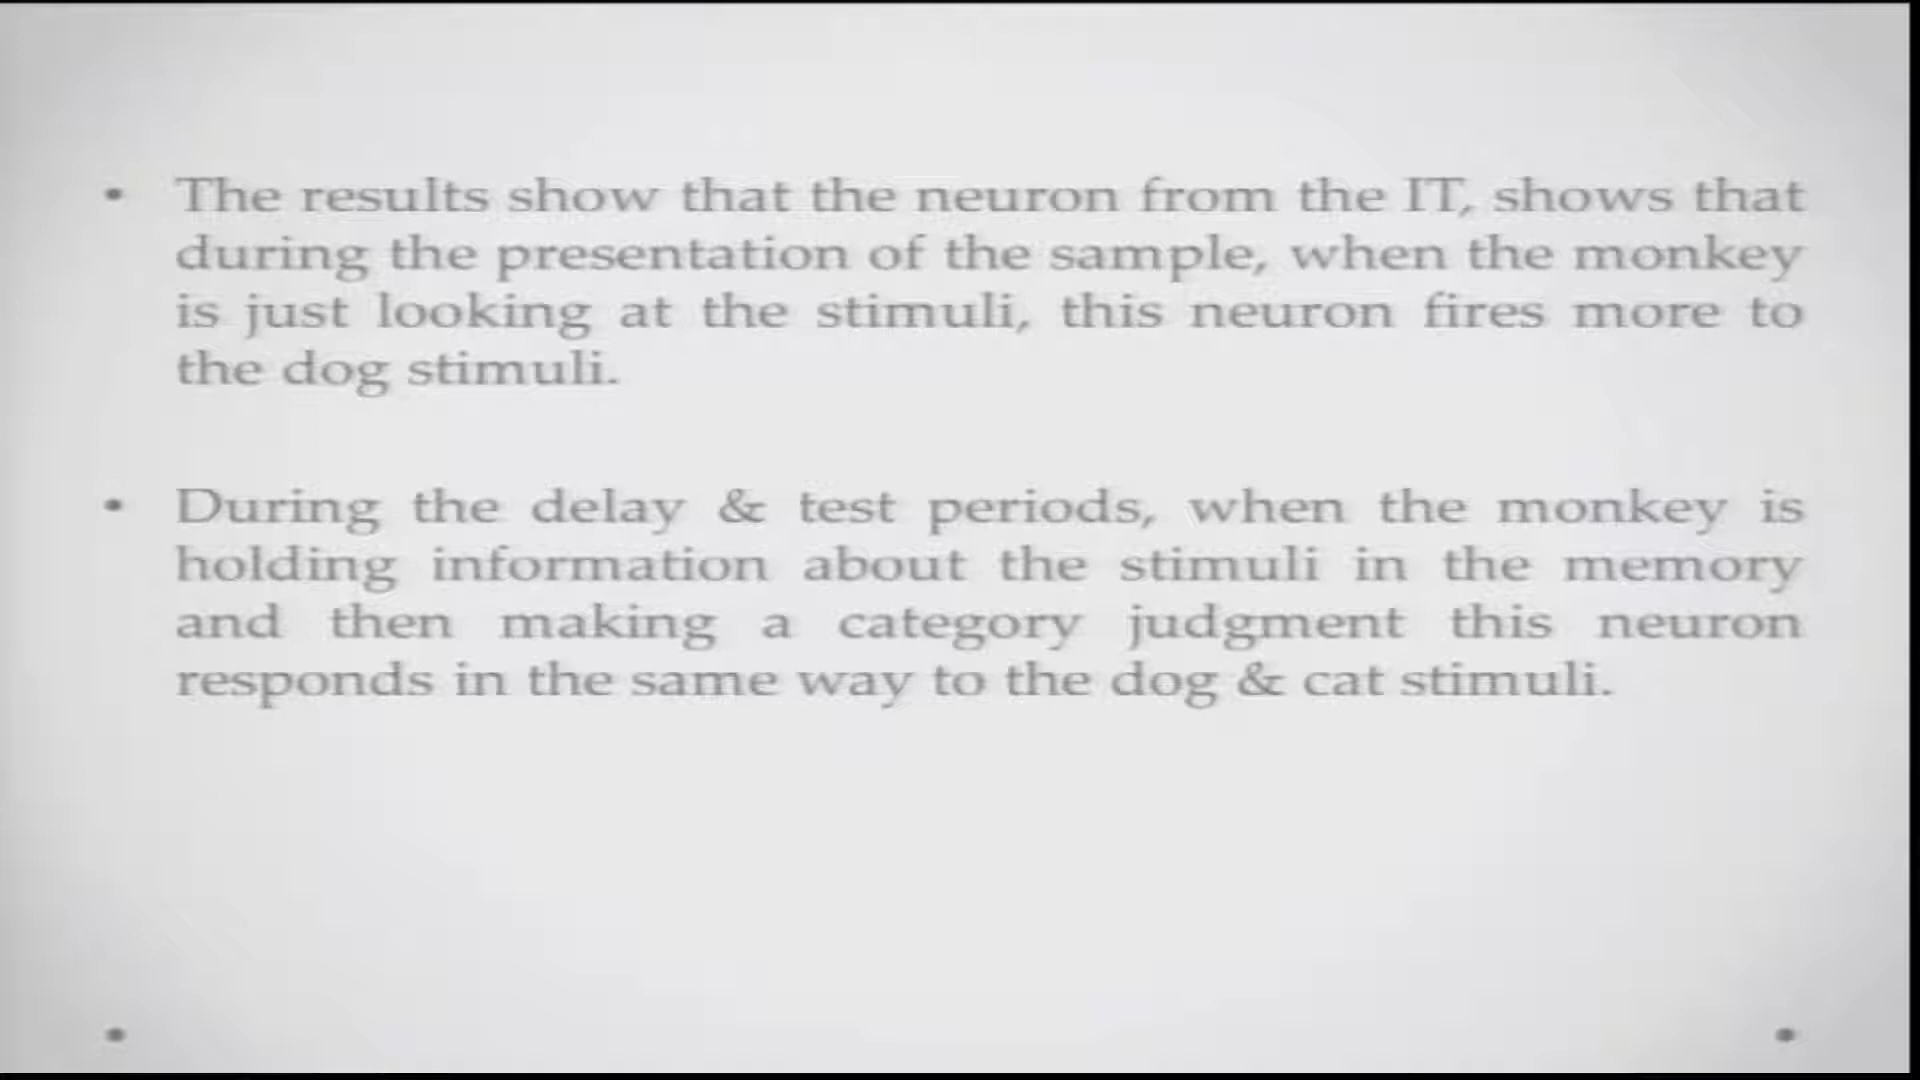 • The results show that the neuron from the IT, shows that
during the presentation of the sample, when the monkey
is just looking at the stimuli, this neuron fires more to
the dog stimuli.
• During the delay & test periods, when the monkey is
holding information about the stimuli in the memory
and then making a category judgment this neuron
responds in the same way to the dog & cat stimuli.